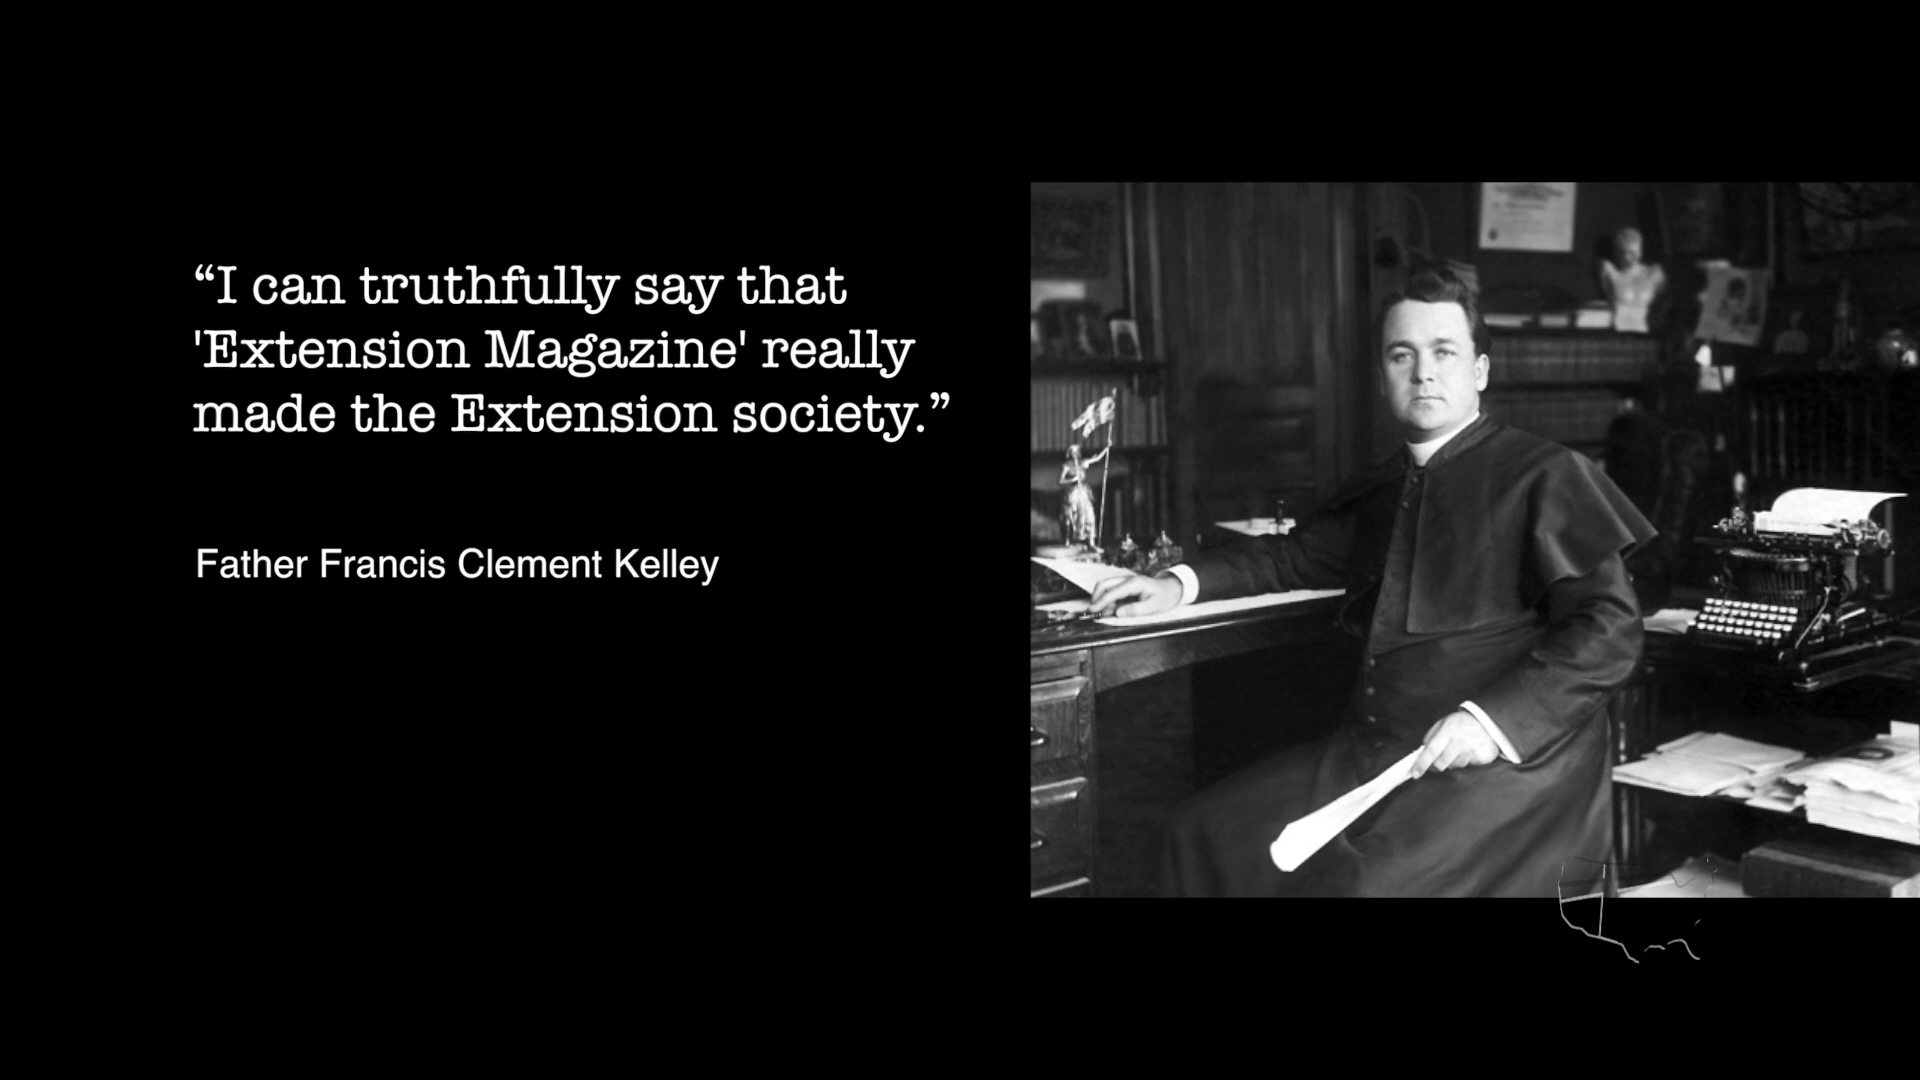 “I can truthfully say that
'Extension Magazine' really
made the Extension society.”
Father Francis Clement Kelley